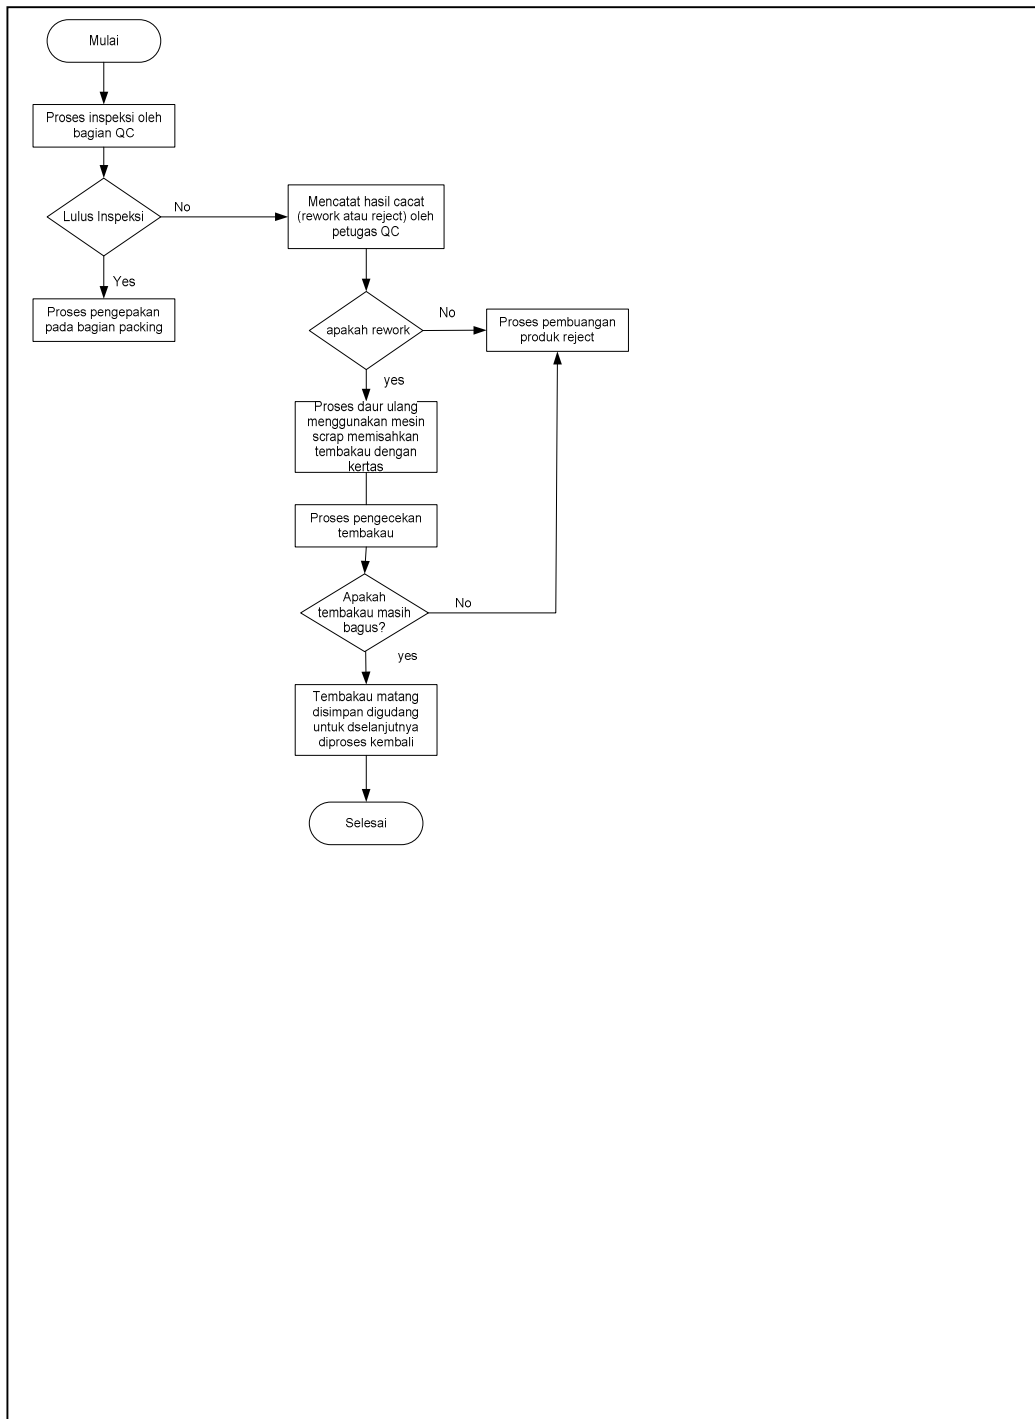 Mulai
Proses inspeksi oleh
bagian QC
Lulus Inspeksi
No
Yes
Proses pengepakan
pada bagian packing
Mencatat hasil cacat
(rework atau reject) oleh
petugas QC
apakah rework
No
Proses pembuangan
produk reject
yes
Proses daur ulang
menggunakan mesin
scrap memisahkan
tembakau dengan
kertas
Proses pengecekan
tembakau
Apakah
tembakau masih
bagus?
No
yes
Tembakau matang
disimpan digudang
untuk dselanjutnya
diproses kembali
Selesai